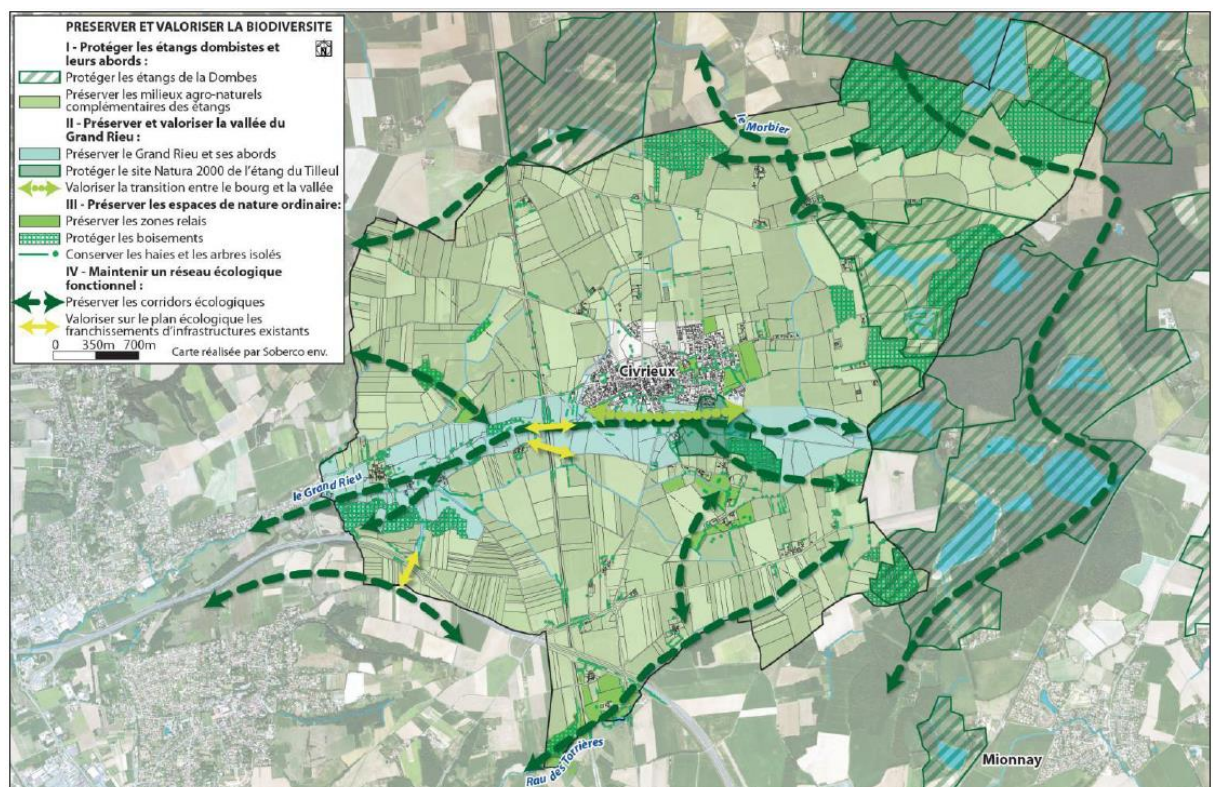 PRESERVER ET VALORISER LA BIODIVERSITE
I - Protéger les étangs dombistes et
leurs abords :
N
Protéger les étangs de la Dombes
Préserver les milieux agro-naturels
complémentaires des étangs
II - Préserver et valoriser la vallée du
Grand Rieu :
Préserver le Grand Rieu et ses abords
Protéger le site Natura 2000 de l'étang du Tilleul
Valoriser la transition entre le bourg et la vallée
III - Préserver les espaces de nature ordinaire:
Préserver les zones relais
Protéger les boisements
Conserver les haies et les arbres isolés
IV - Maintenir un réseau écologique
fonctionnel :
Préserver les corridors écologiques
Valoriser sur le plan écologique les
franchissements d'infrastructures existants
0 350m 700m
Carte réalisée par Soberco env.
le Morbier
Civrieux
le Grand Rieu
Rau des Torrières
Mionnay